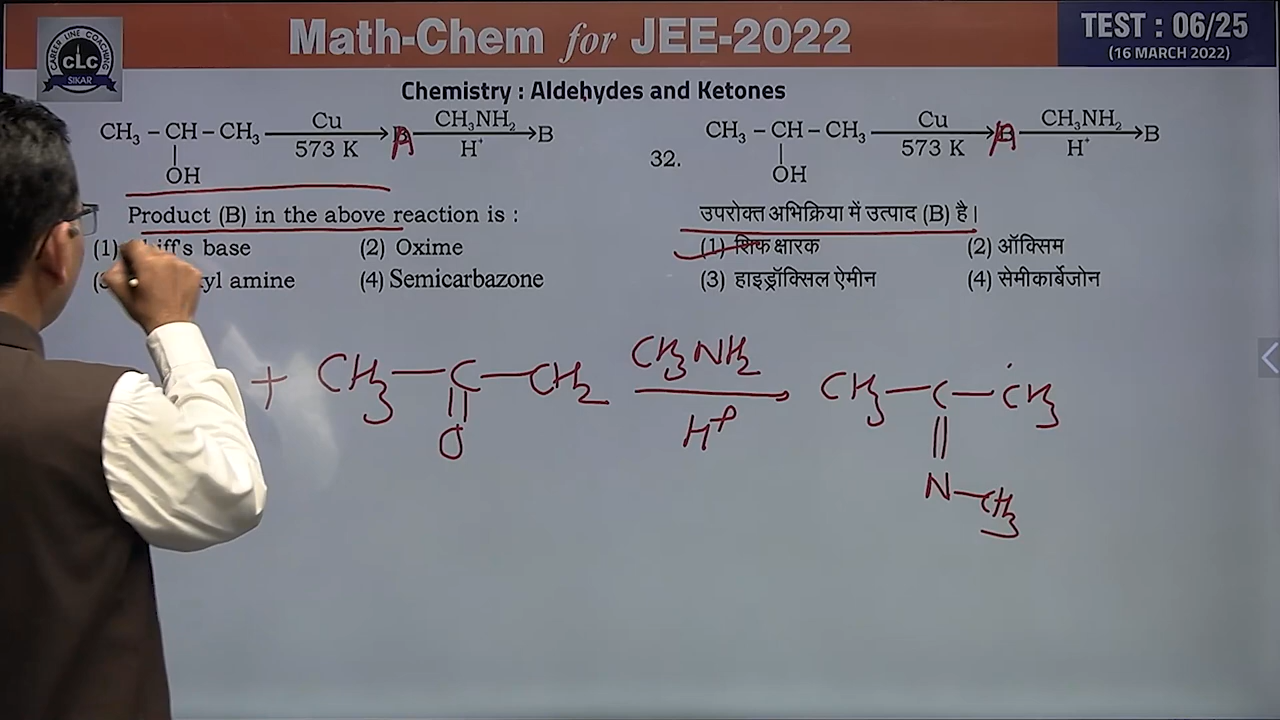 CAREER LINE COACHING
CLC
SIKAR
Math-Chem for JEE-2022
TEST : 06/25
(16 MARCH 2022)
Chemistry : Aldehydes and Ketones
CH₃ – CH – CH₃ Cu 573 K → A CH₃NH₂ H⁺ → B
OH
Product (B) in the above reaction is :
(1) iff's base (2) Oxime
yl amine (4) Semicarbazone
32. CH₃ – CH – CH₃ Cu 573 K → A CH₃NH₂ H⁺ → B
OH
उपरोक्त अभिक्रिया में उत्पाद (B) है।
(1) शिफ क्षारक (2) ऑक्सिम
(3) हाइड्रॉक्सिल ऐमीन (4) सेमीकार्बेजोन
+ CH₃ — C — CH₂ CH₃NH₂ H⁺ → CH₃ — C — CH₃
O
N — CH₃